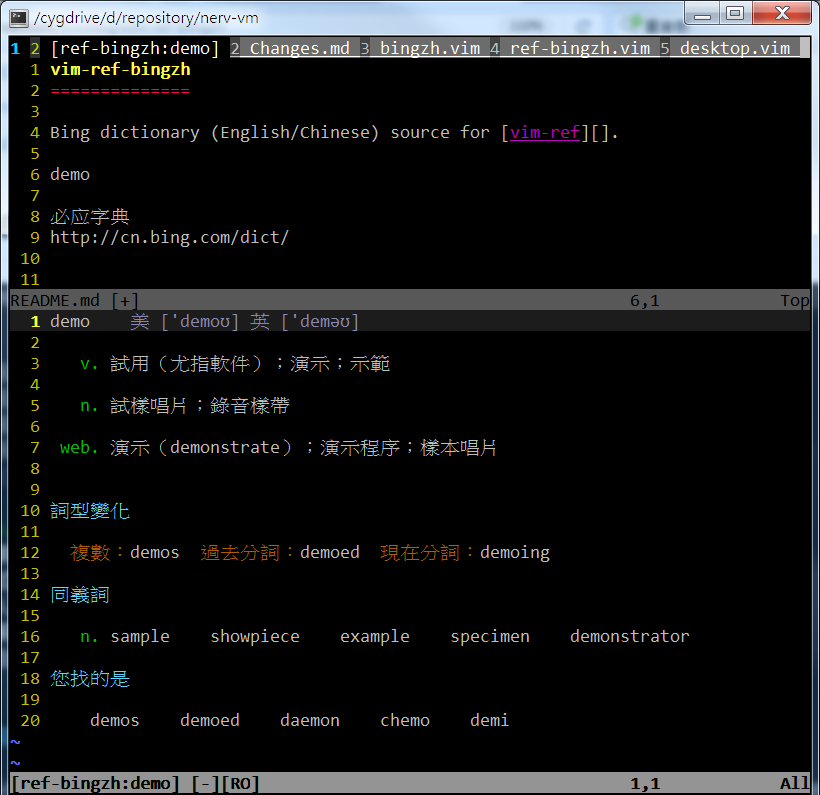 /cygdrive/d/repository/nerv-vm
1 2 [ref-bingzh:demo] 2 Changes.md 3 bingzh.vim 4 ref-bingzh.vim 5 desktop.vim
1 vim-ref-bingzh
2 ==============
3
4 Bing dictionary (English/Chinese) source for [vim-ref][].
5
6 demo
7
8 必应字典
9 http://cn.bing.com/dict/
10
11
README.md [+] 6,1 Top
1 demo 美 ['demoʊ] 英 ['deməʊ]
2
3 v. 試用（尤指軟件）；演示；示範
4
5 n. 試樣唱片；錄音樣帶
6
7 web. 演示（demonstrate）；演示程序；樣本唱片
8
9
10 詞型變化
11
12 複數：demos 過去分詞：demoed 現在分詞：demoing
13
14 同義詞
15
16 n. sample showpiece example specimen demonstrator
17
18 您找的是
19
20 demos demoed daemon chemo demi
~
~
[ref-bingzh:demo] [-][RO] 1,1 All